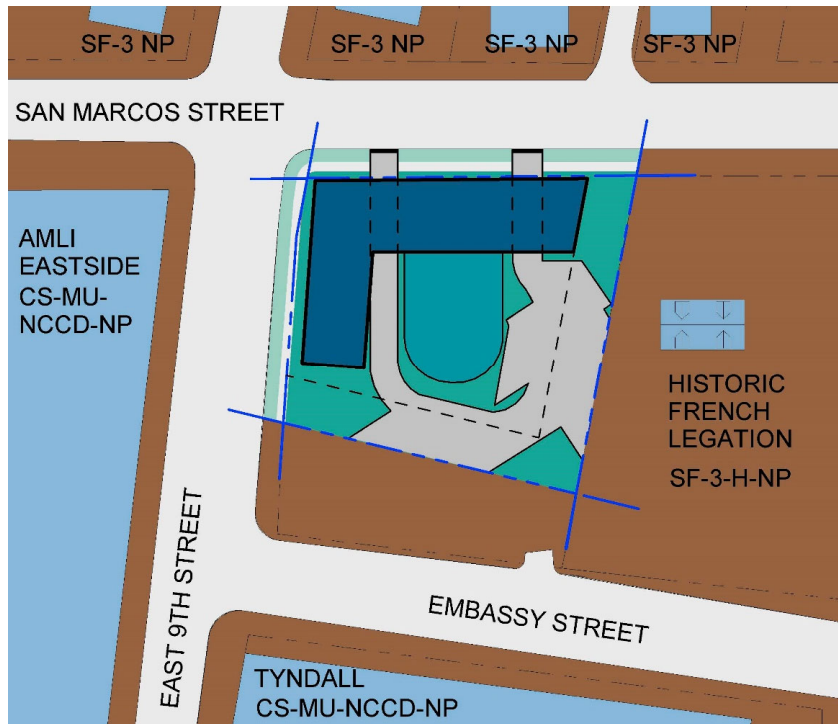 SF-3 NP
SF-3 NP
SF-3 NP
SF-3 NP
SAN MARCOS STREET
AMLI
EASTSIDE
CS-MU-
NCCD-NP
HISTORIC
FRENCH
LEGATION
SF-3-H-NP
EAST 9TH STREET
EMBASSY STREET
TYNDALL
CS-MU-NCCD-NP